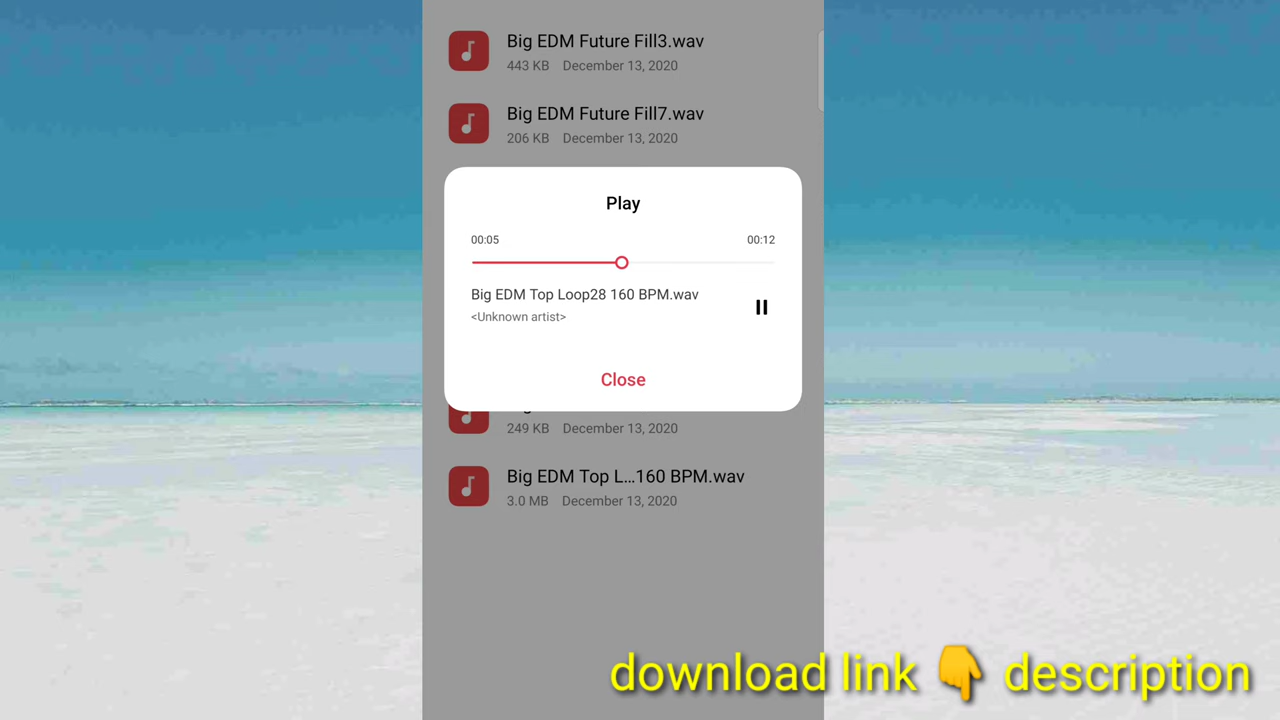 Big EDM Future Fill3.wav
443 KB December 13, 2020
Big EDM Future Fill7.wav
206 KB December 13, 2020
Play
00:05 00:12
Big EDM Top Loop28 160 BPM.wav
<Unknown artist>
Close
249 KB December 13, 2020
Big EDM Top L...160 BPM.wav
3.0 MB December 13, 2020
download link 👇 description